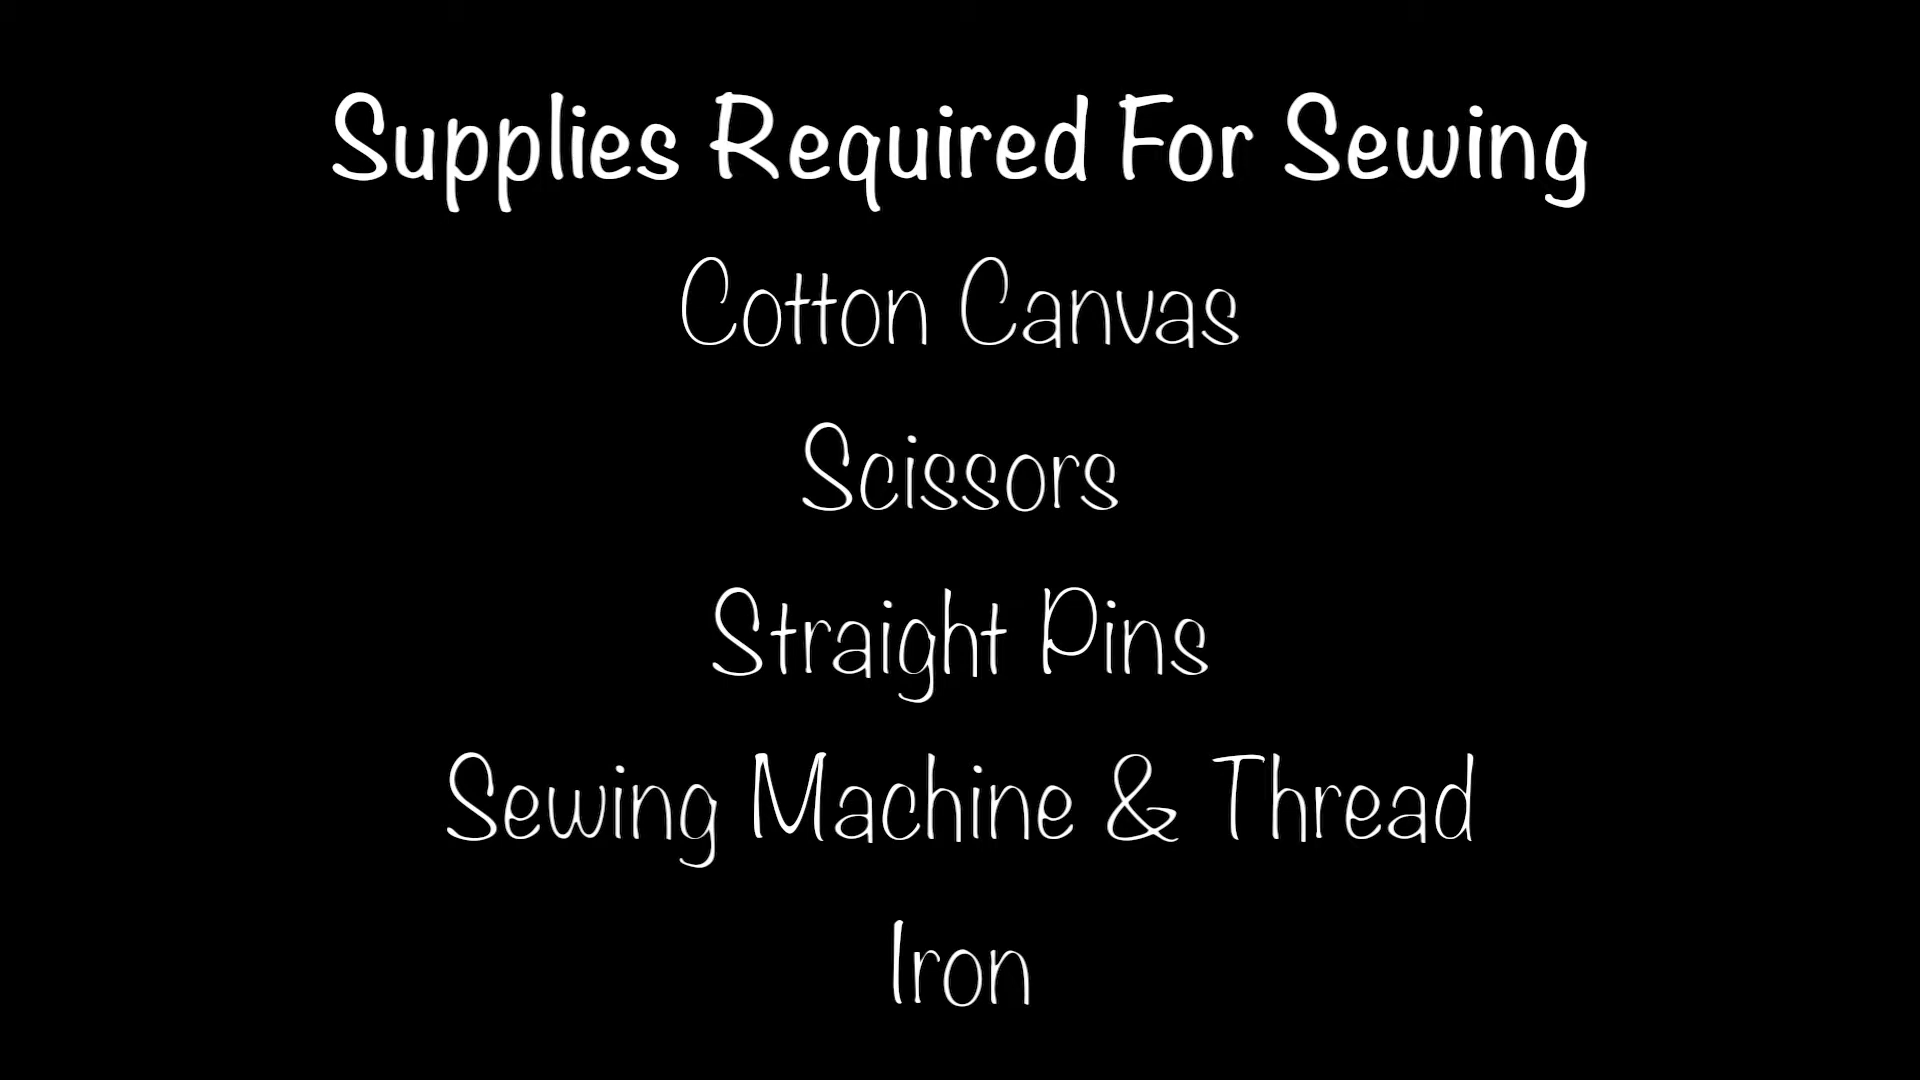 Supplies Required For Sewing
Cotton Canvas
Scissors
Straight Pins
Sewing Machine & Thread
Iron